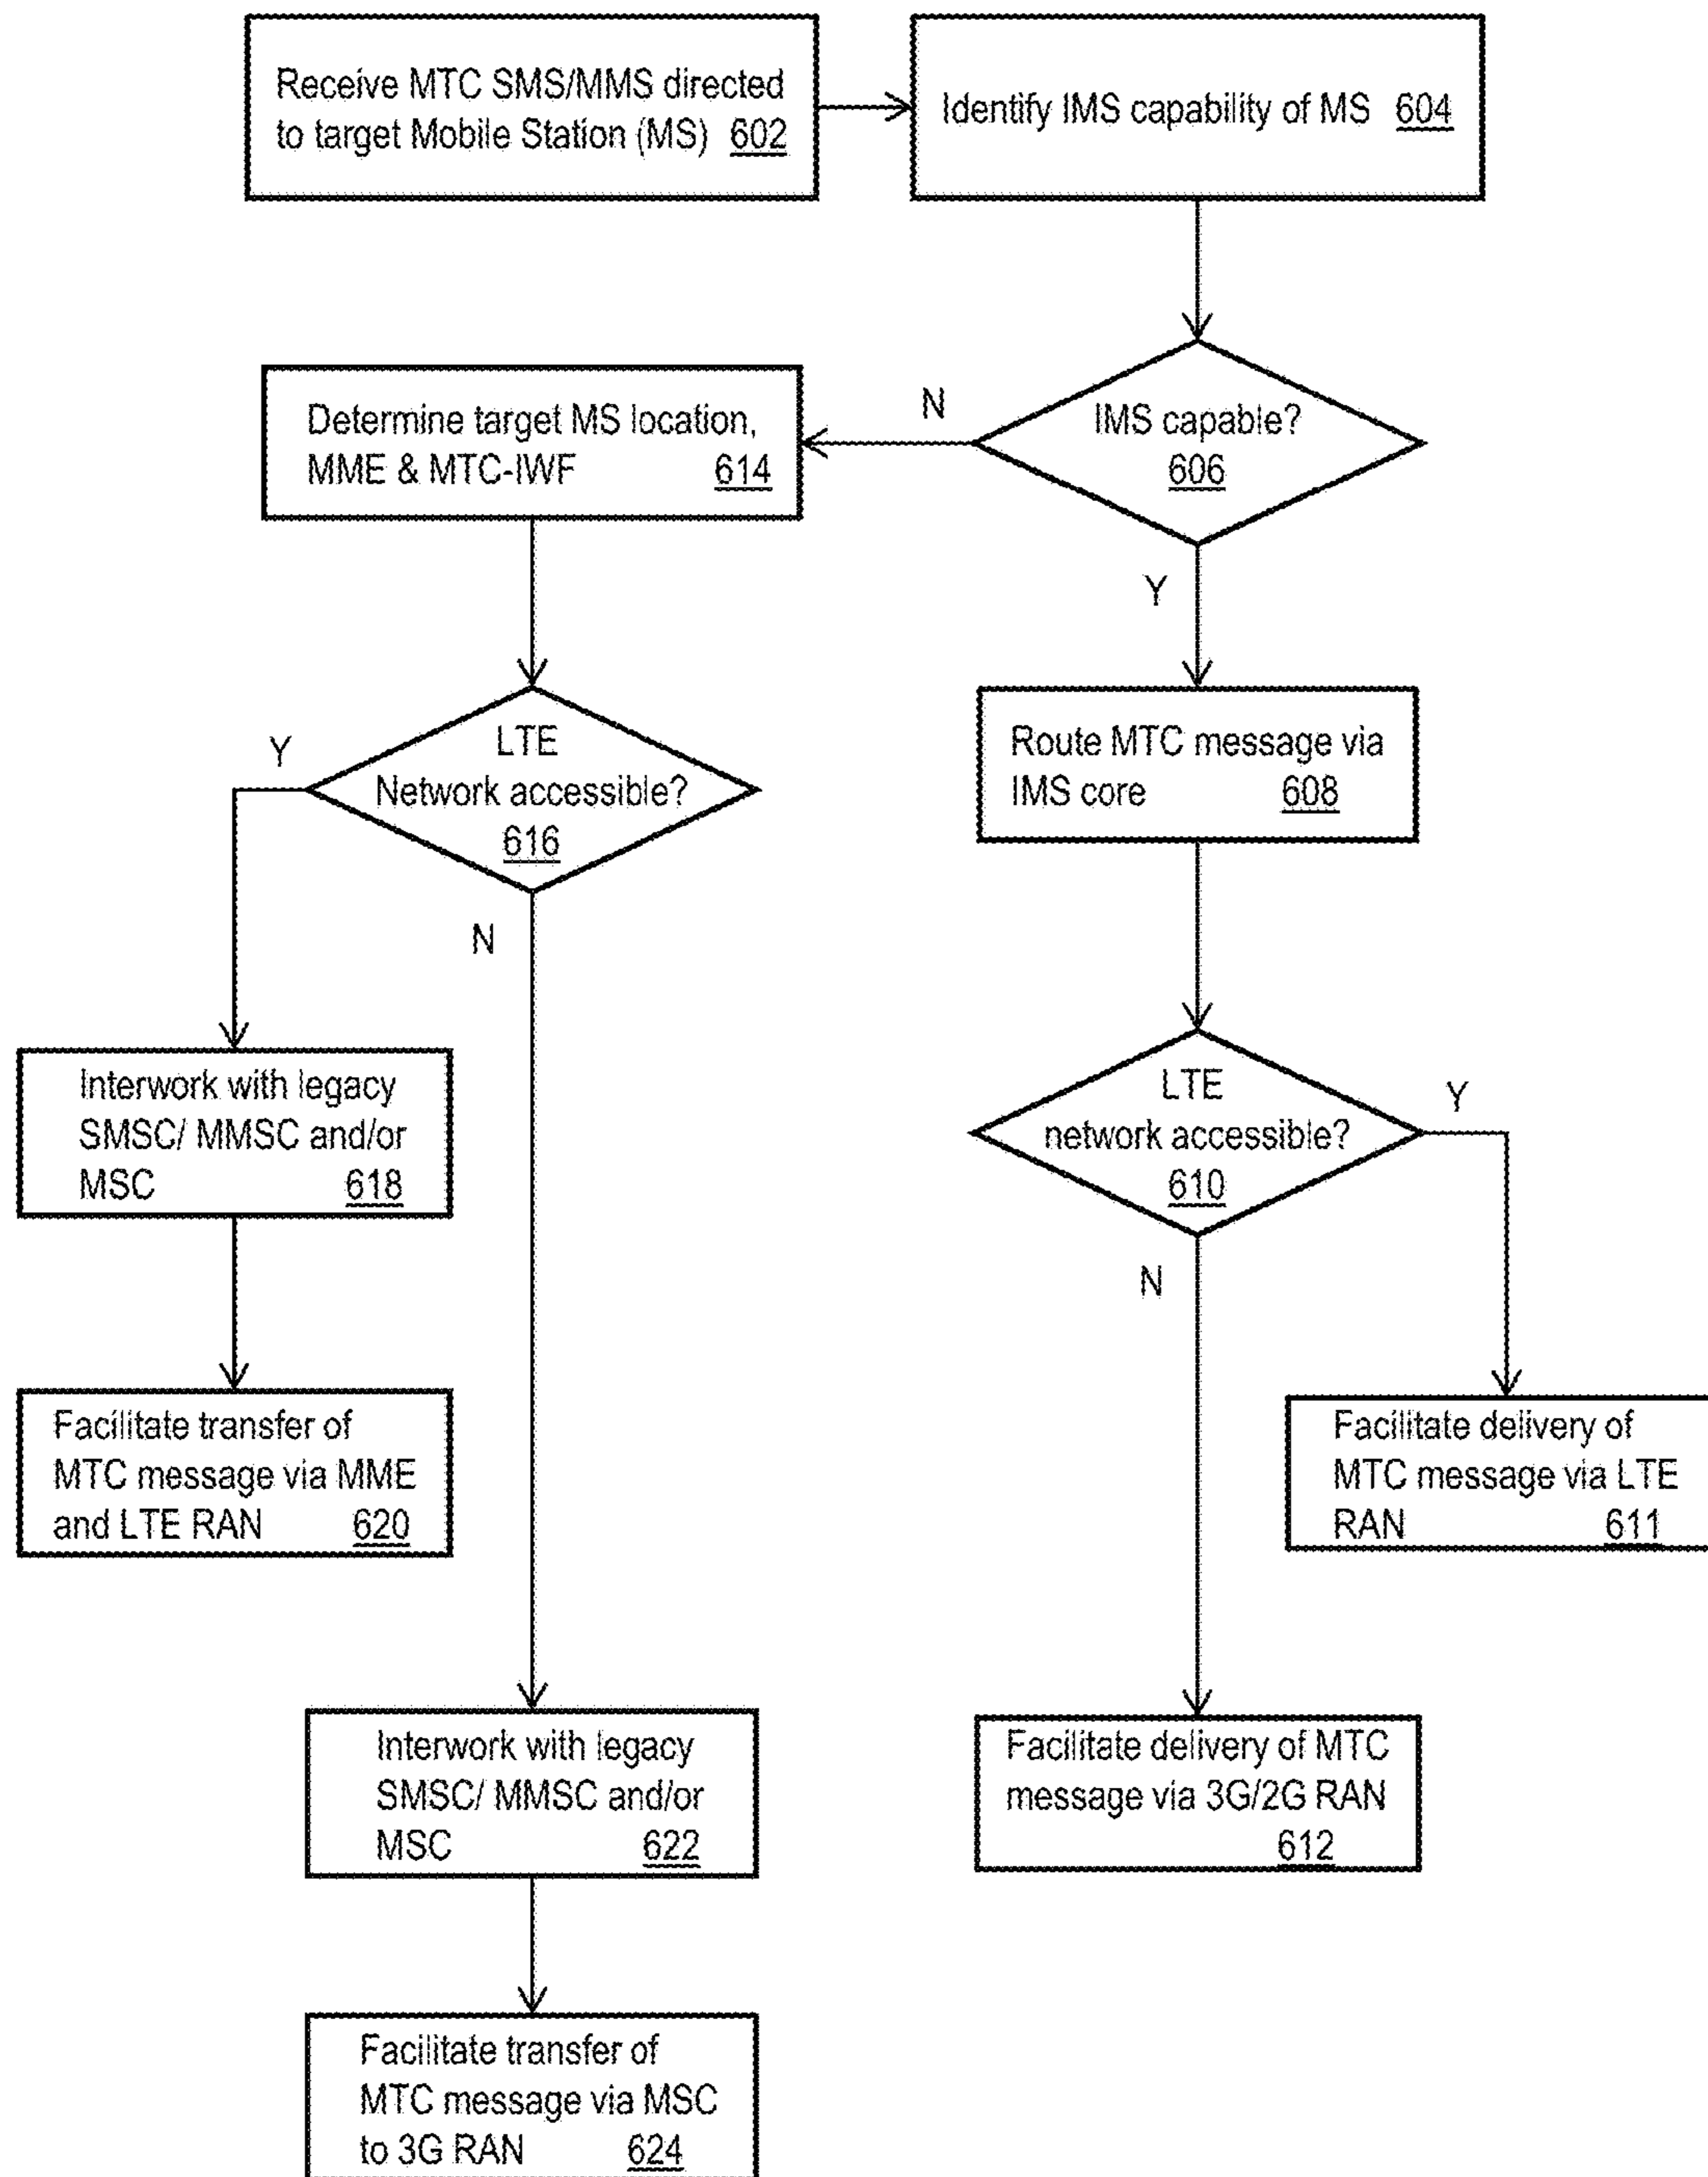 Receive MTC SMS/MMS directed
to target Mobile Station (MS) 602
Identify IMS capability of MS 604
IMS capable?
606
N
Y
Determine target MS location,
MME & MTC-IWF 614
LTE
Network accessible?
616
Y
N
Route MTC message via
IMS core 608
LTE
network accessible?
610
Y
N
Interwork with legacy
SMSC/ MMSC and/or
MSC 618
Facilitate transfer of
MTC message via MME
and LTE RAN 620
Facilitate delivery of
MTC message via LTE
RAN 611
Interwork with legacy
SMSC/ MMSC and/or
MSC 622
Facilitate delivery of MTC
message via 3G/2G RAN
612
Facilitate transfer of
MTC message via MSC
to 3G RAN 624